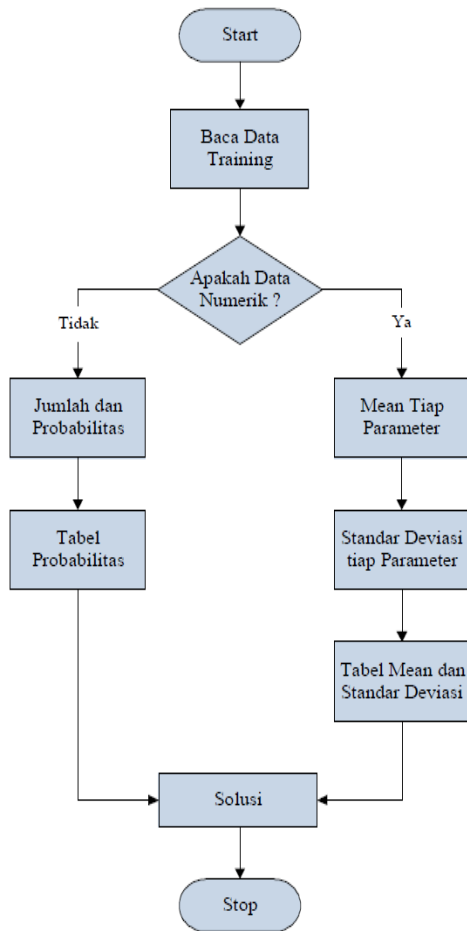 Start
Baca Data
Training
Apakah Data
Numerik ?
Tidak
Ya
Jumlah dan
Probabilitas
Mean Tiap
Parameter
Tabel
Probabilitas
Standar Deviasi
tiap Parameter
Tabel Mean dan
Standar Deviasi
Solusi
Stop